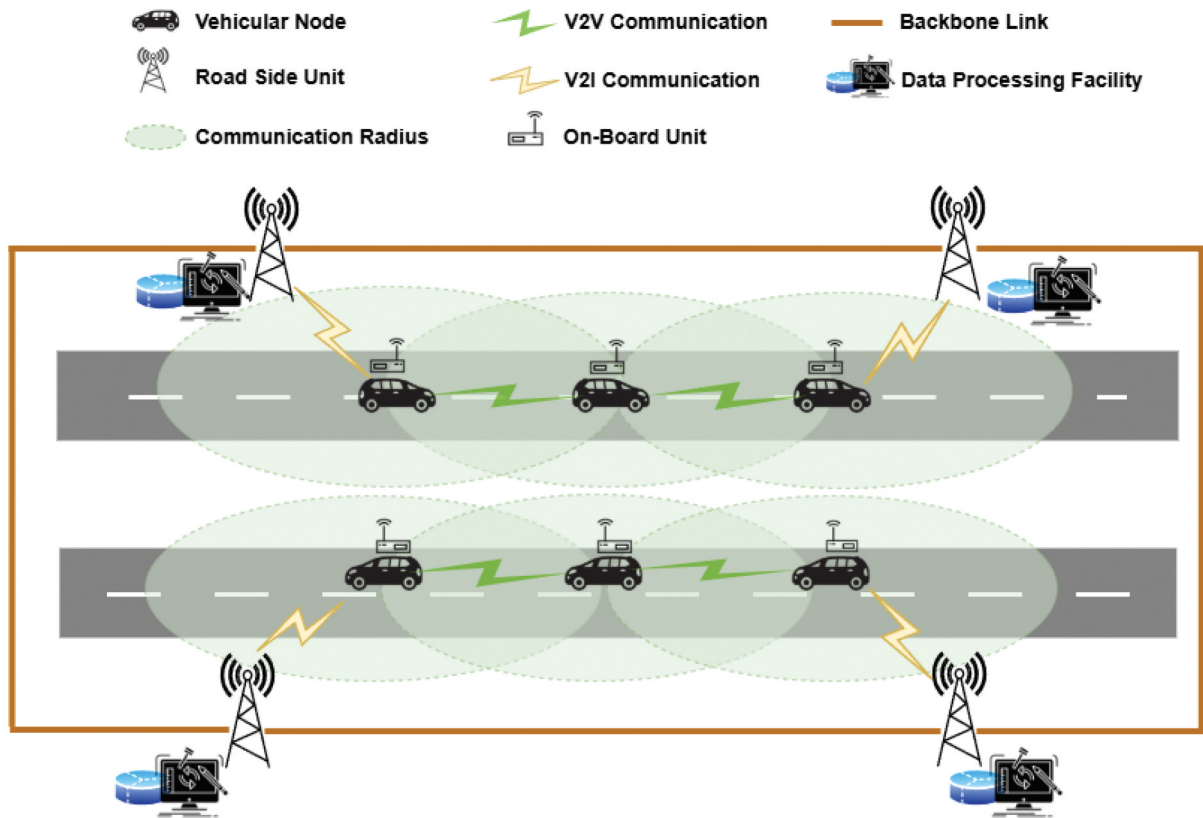 Vehicular Node
V2V Communication
Backbone Link
Road Side Unit
V2I Communication
Data Processing Facility
Communication Radius
On-Board Unit